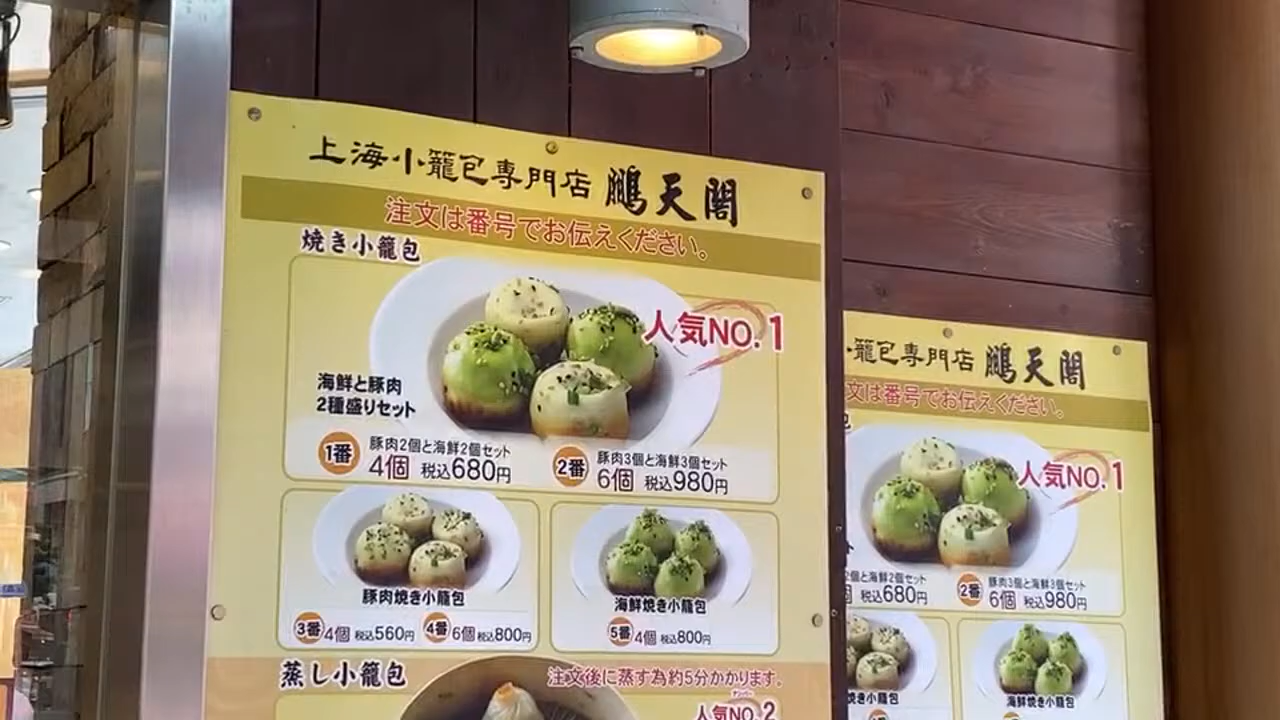 上海小籠包専門店 鵬天閣
注文は番号でお伝えください。
焼き小籠包
人気NO.1
海鮮と豚肉
2種盛りセット
1番 豚肉2個と海鮮2個セット
4個 税込680円
2番 豚肉3個と海鮮3個セット
6個 税込980円
豚肉焼き小籠包
3番 4個 税込560円 4番 6個 税込800円
海鮮焼き小籠包
5番 4個 税込800円
蒸し小籠包
注文後に蒸す為約5分かかります。
人気NO.2
籠包専門店 鵬天閣
文は番号でお伝えください。
人気NO.1
2個と海鮮2個セット
税込680円
2番 豚肉3個と海鮮3個セット
6個 税込980円
焼き小籠包
海鮮焼き小籠包